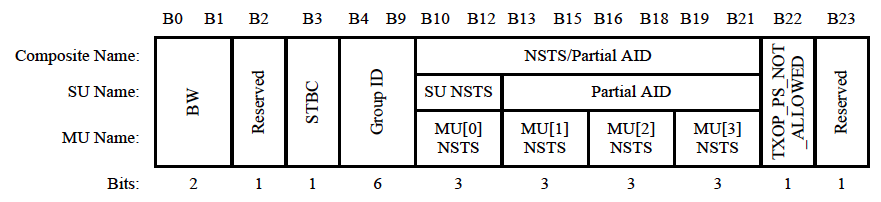 B0 B1 B2 B3 B4 B9 B10 B12 B13 B15 B16 B18 B19 B21 B22 B23
Composite Name:
SU Name:
MU Name:
BW
Reserved
STBC
Group ID
NSTS/Partial AID
SU NSTS
Partial AID
MU[0]
NSTS
MU[1]
NSTS
MU[2]
NSTS
MU[3]
NSTS
TXOP_PS_NOT
_ALLOWED
Reserved
Bits: 2 1 1 6 3 3 3 3 1 1